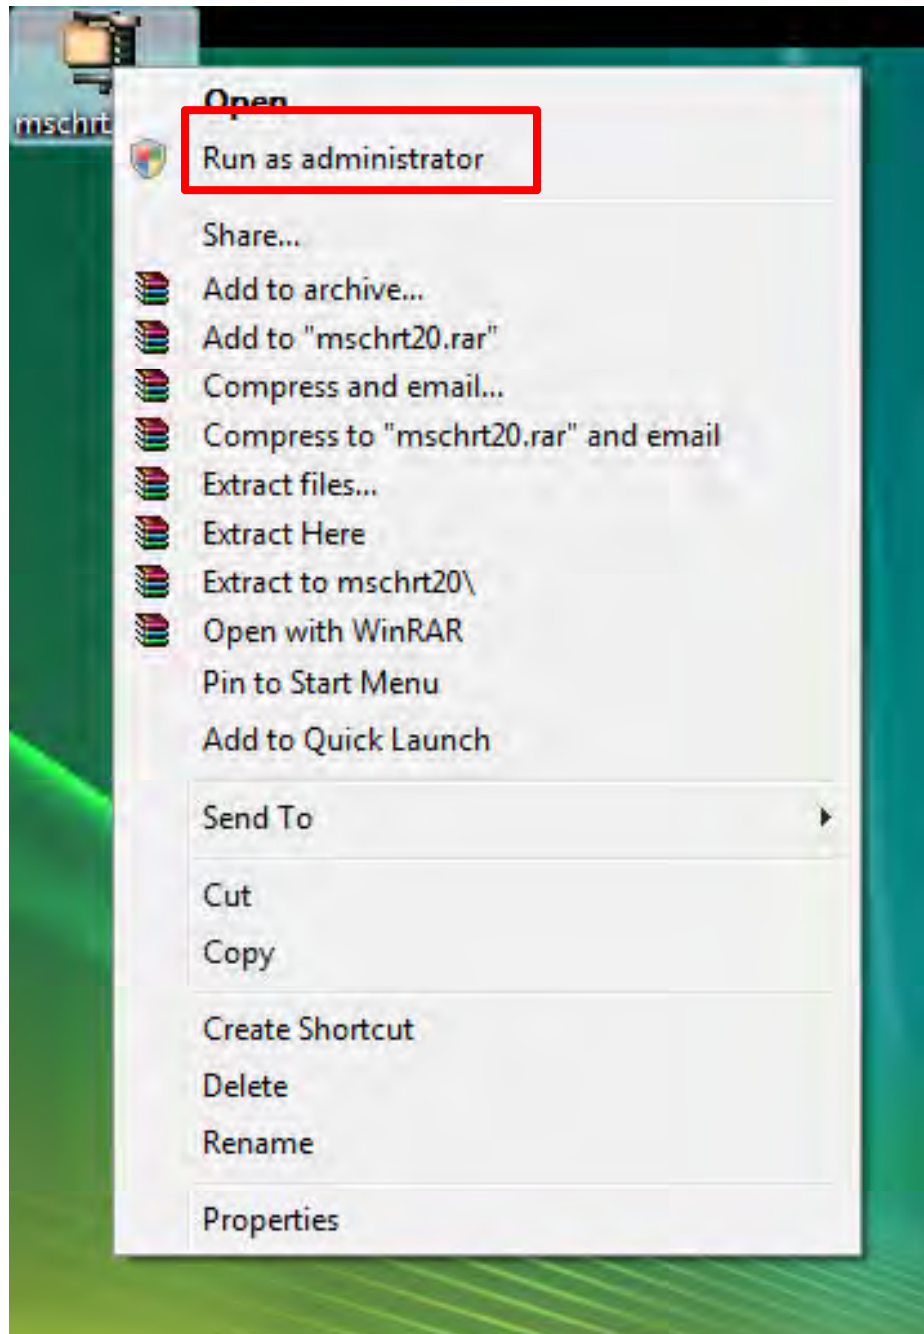 mschrt
Open
Run as administrator
Share...
Add to archive...
Add to "mschrt20.rar"
Compress and email...
Compress to "mschrt20.rar" and email
Extract files...
Extract Here
Extract to mschrt20\
Open with WinRAR
Pin to Start Menu
Add to Quick Launch
Send To
Cut
Copy
Create Shortcut
Delete
Rename
Properties